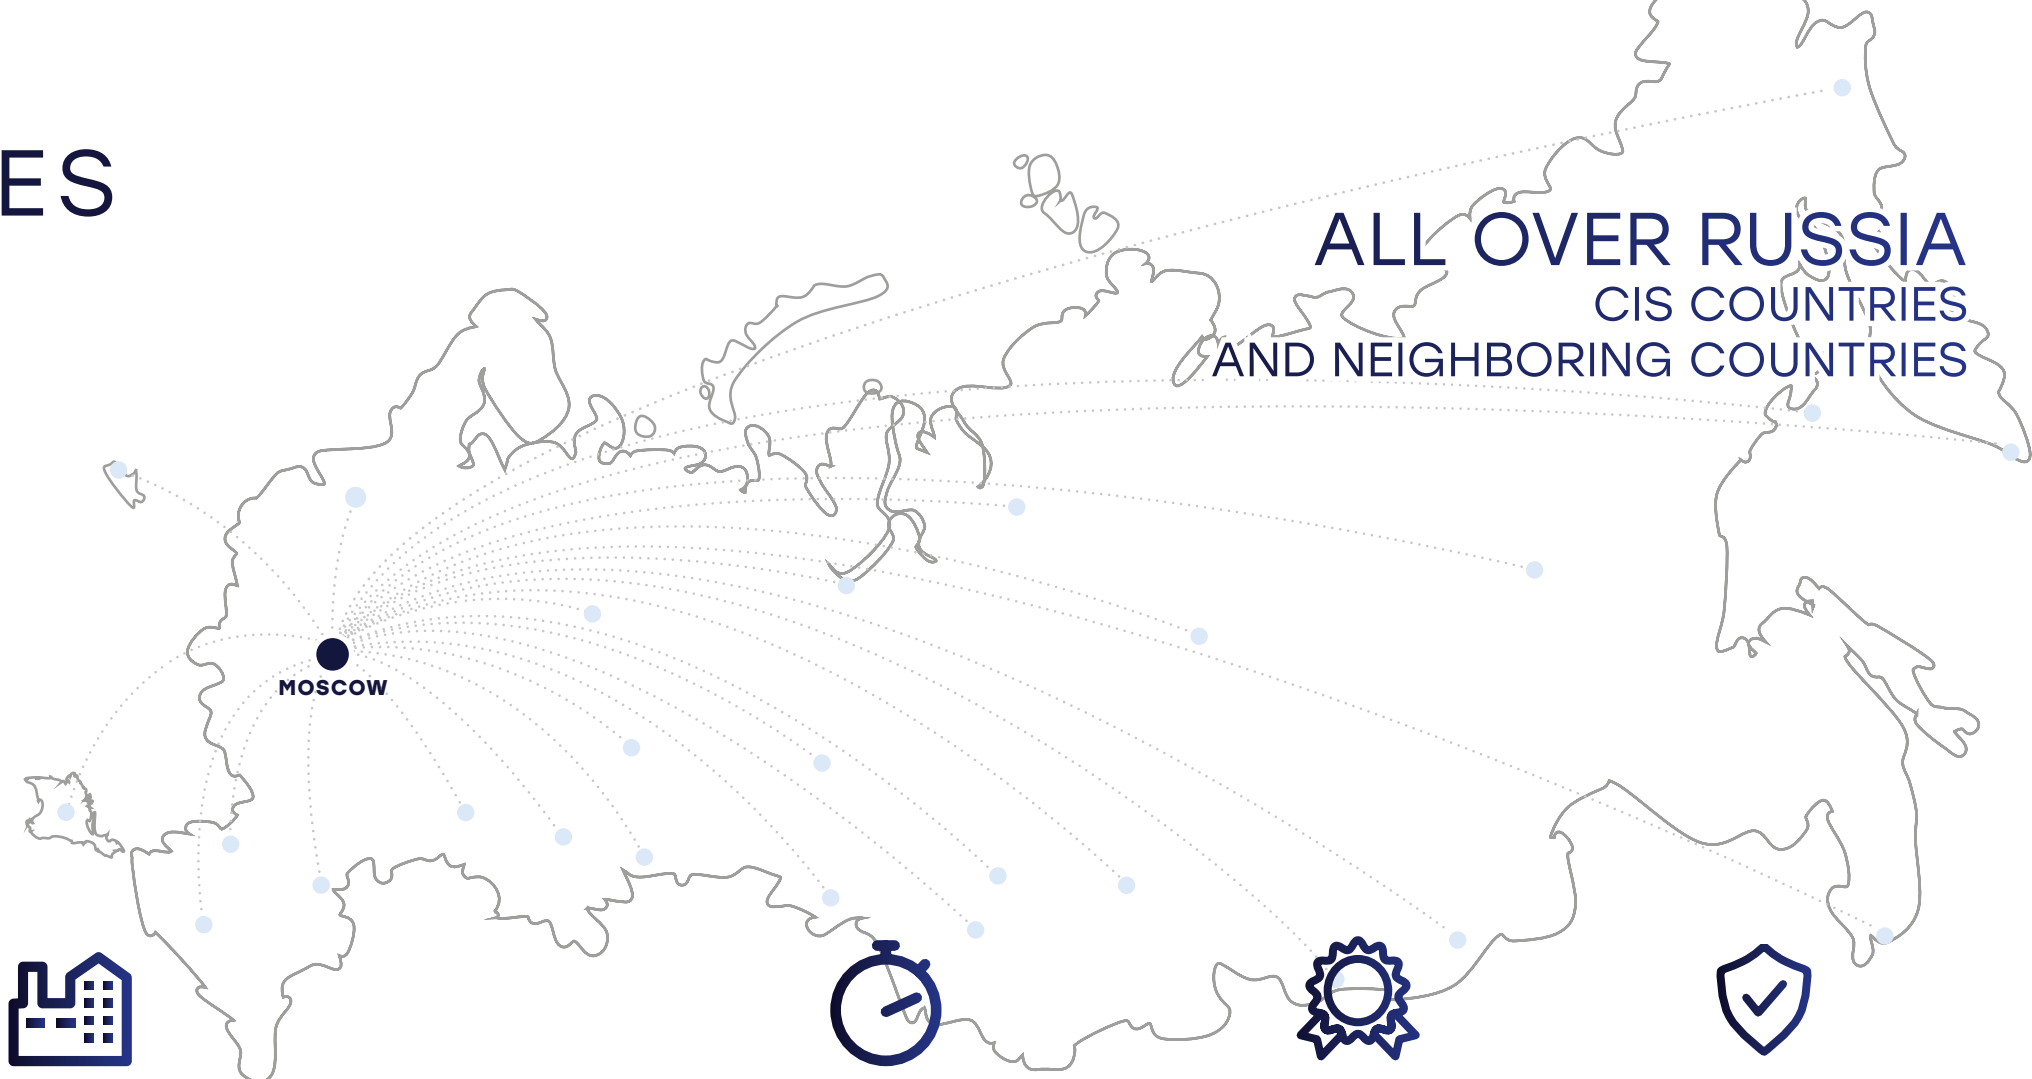 ES
ALL OVER RUSSIA
CIS COUNTRIES
AND NEIGHBORING COUNTRIES
MOSCOW